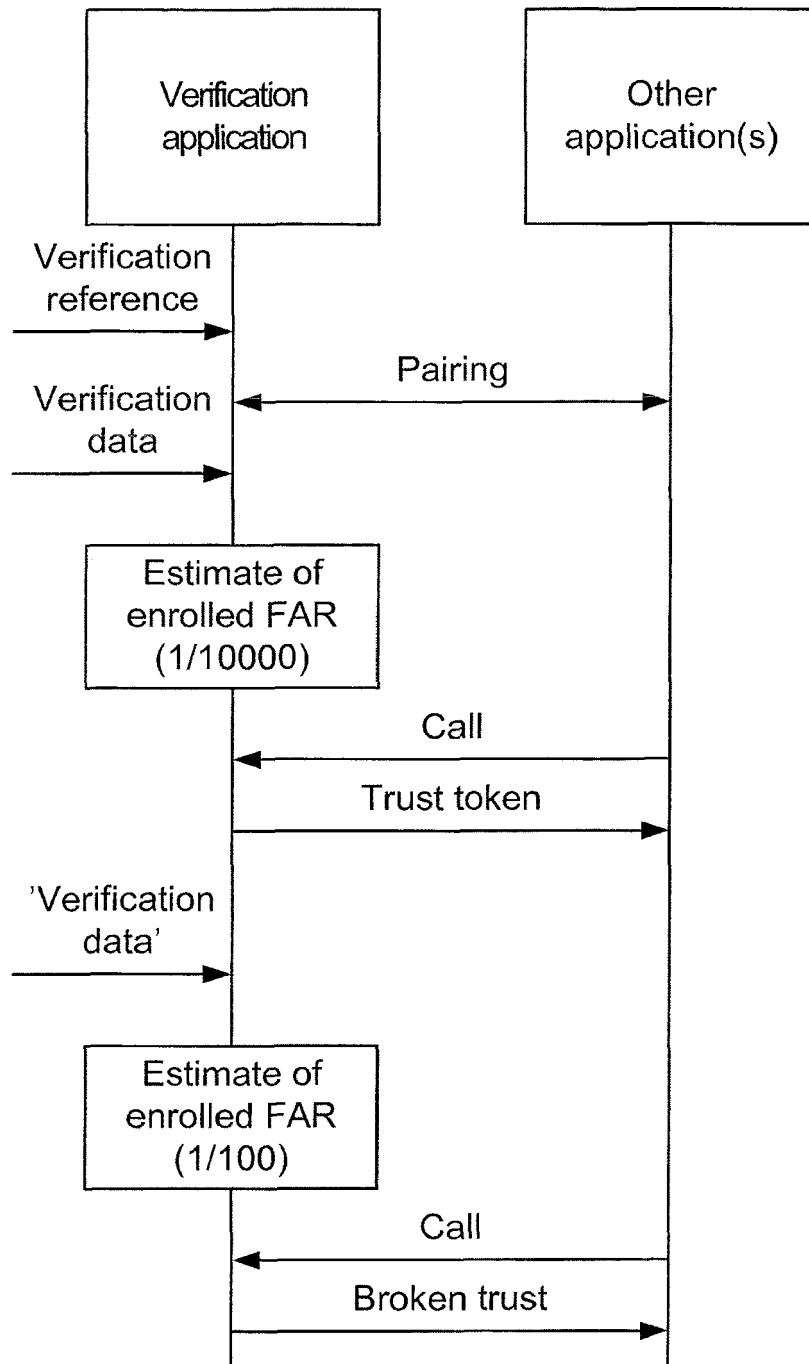 Verification
application
Other
application(s)
Verification
reference
Pairing
Verification
data
Estimate of
enrolled FAR
(1/10000)
Call
Trust token
’Verification
data’
Estimate of
enrolled FAR
(1/100)
Call
Broken trust